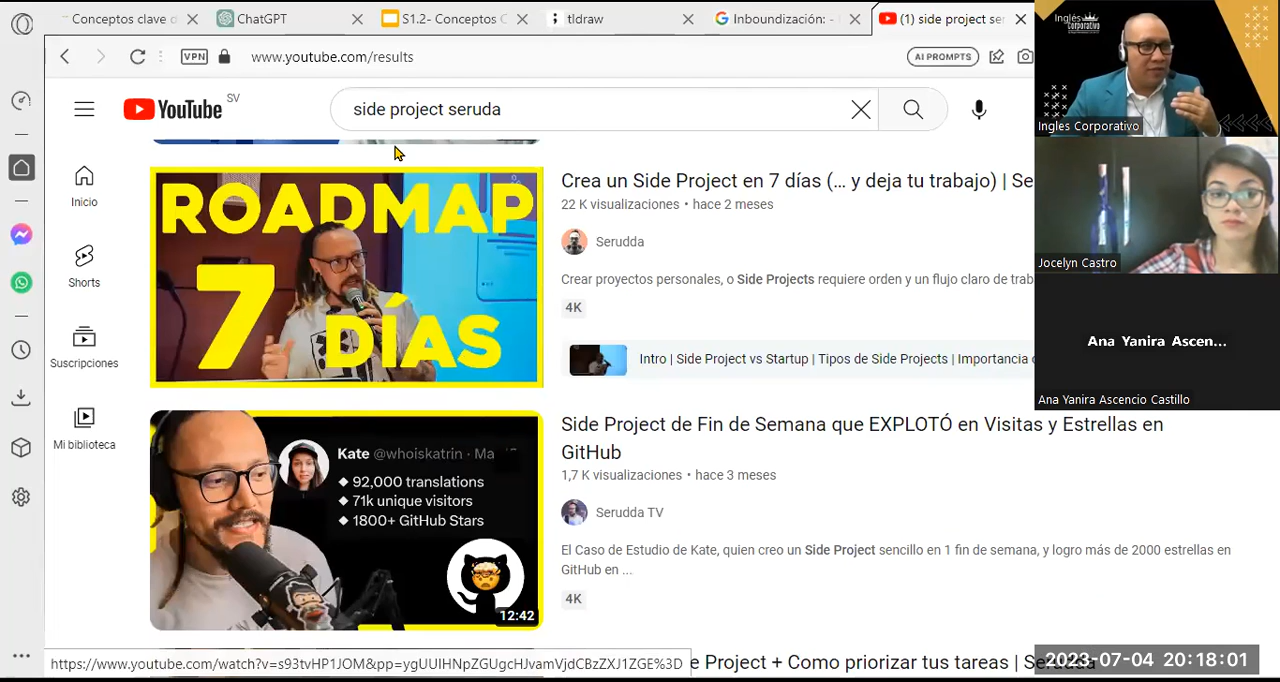 Conceptos clave d
ChatGPT
S1.2- Conceptos C
tldraw
Inboundización: -
(1) side project ser
VPN
www.youtube.com/results
AI PROMPTS
YouTube SV
side project seruda
Inicio
Shorts
Suscripciones
Mi biblioteca
ROADMAP
7
DÍAS
Crea un Side Project en 7 días (... y deja tu trabajo) | Se
22 K visualizaciones • hace 2 meses
Serudda
Crear proyectos personales, o Side Projects requiere orden y un flujo claro de trab
4K
Intro | Side Project vs Startup | Tipos de Side Projects | Importancia
Kate @whoiskatrin · Ma
◆ 92,000 translations
◆ 71k unique visitors
◆ 1800+ GitHub Stars
12:42
Side Project de Fin de Semana que EXPLOTÓ en Visitas y Estrellas en
GitHub
1,7 K visualizaciones • hace 3 meses
Serudda TV
El Caso de Estudio de Kate, quien creo un Side Project sencillo en 1 fin de semana, y logro más de 2000 estrellas en
GitHub en ...
4K
https://www.youtube.com/watch?v=s93tvHP1JOM&pp=ygUUIHNpZGUgcHJvamVjdCBzZXJ1ZGE%3D
e Project + Como priorizar tus tareas | Serudda
Inglés
Corporativo
Ingles Corporativo
Jocelyn Castro
Ana Yanira Ascen...
Ana Yanira Ascencio Castillo
2023-07-04 20:18:01